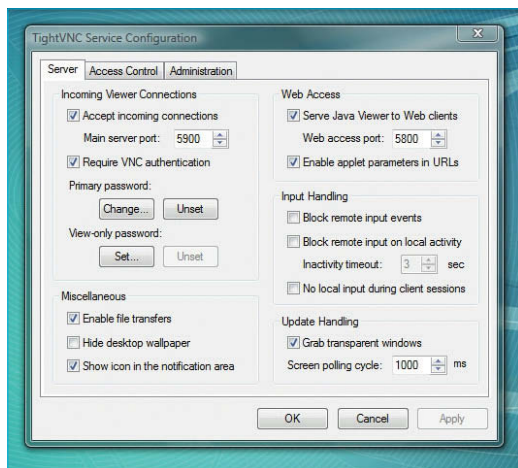 TightVNC Service Configuration
X
Server Access Control Administration
Incoming Viewer Connections
Accept incoming connections
Main server port: 5900
Require VNC authentication
Primary password:
Change... Unset
View-only password:
Set... Unset
Miscellaneous
Enable file transfers
Hide desktop wallpaper
Show icon in the notification area
Web Access
Serve Java Viewer to Web clients
Web access port: 5800
Enable applet parameters in URLs
Input Handling
Block remote input events
Block remote input on local activity
Inactivity timeout: 3 sec
No local input during client sessions
Update Handling
Grab transparent windows
Screen polling cycle: 1000 ms
OK Cancel Apply